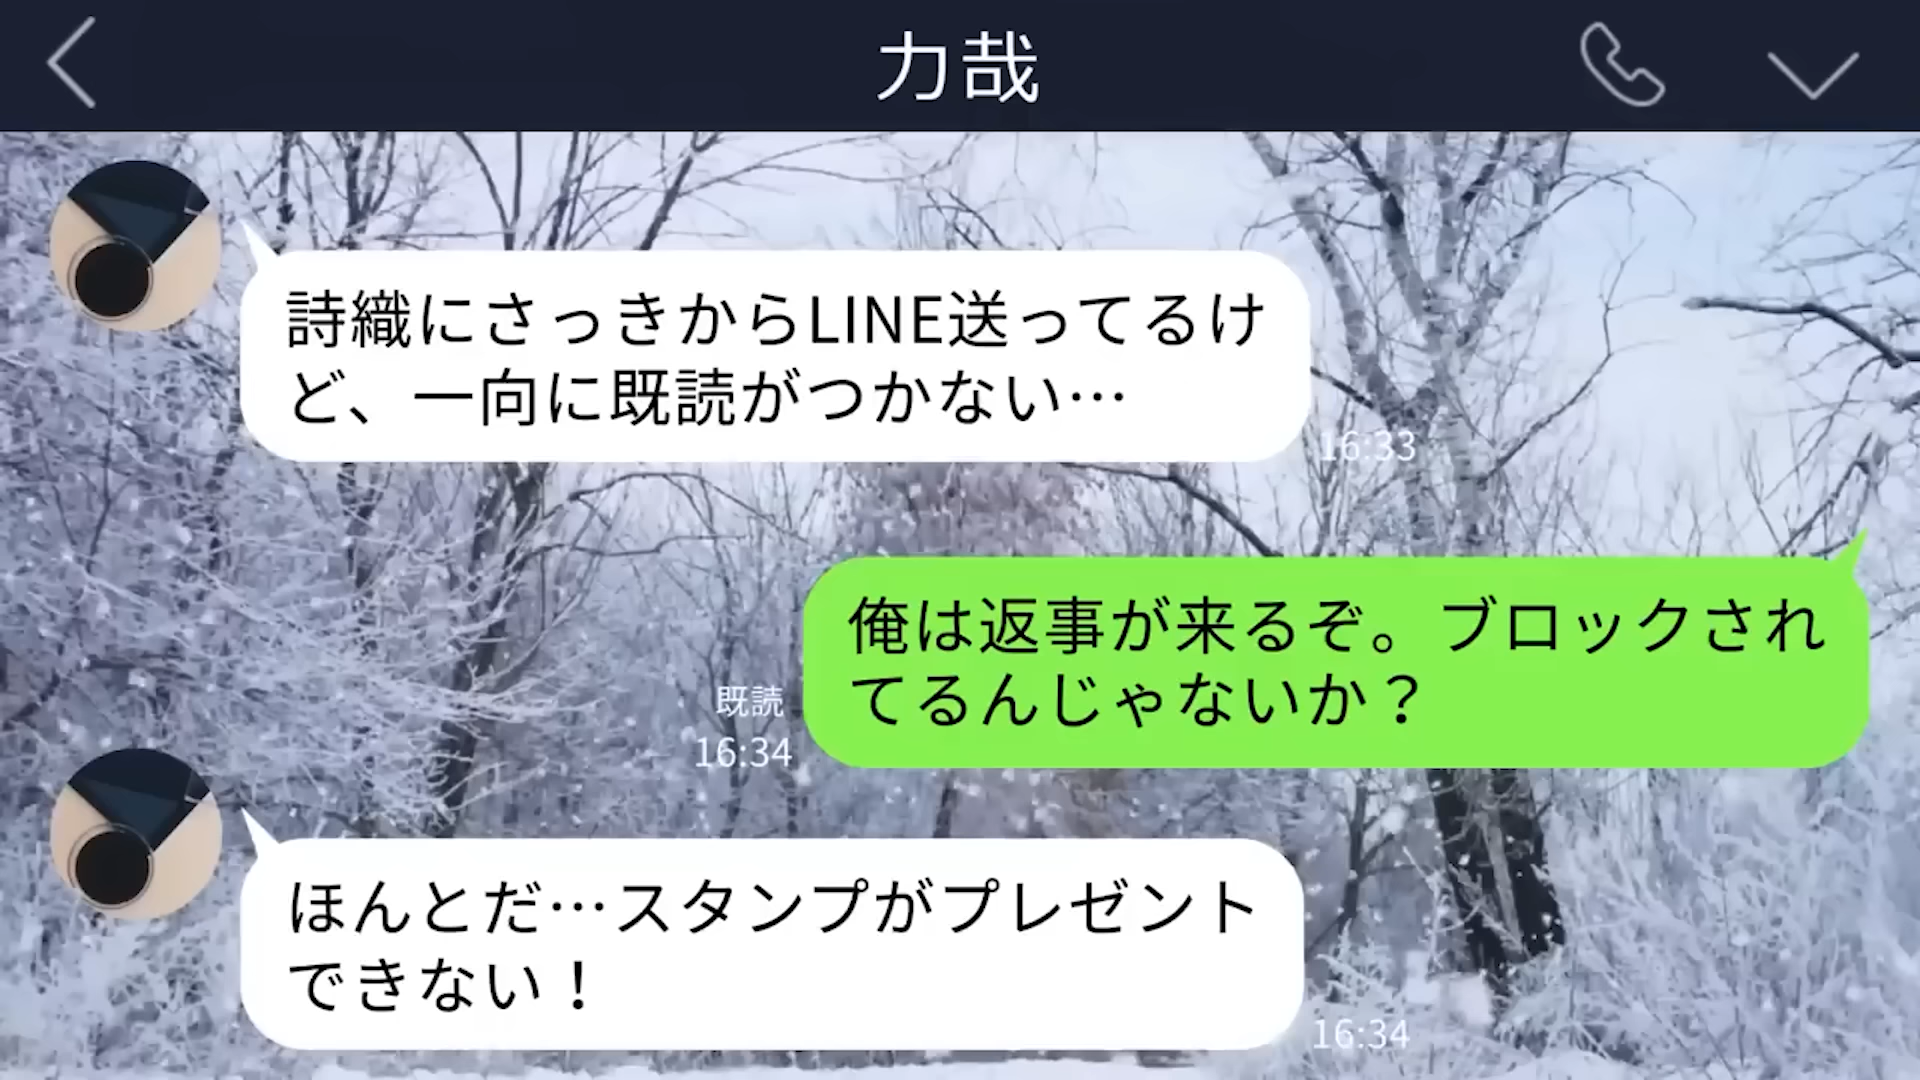 力哉
詩織にさっきからLINE送ってるけ
ど、一向に既読がつかない…
16:33
俺は返事が来るぞ。ブロックされ
てるんじゃないか？
既読
16:34
ほんとだ…スタンプがプレゼント
できない！
16:34